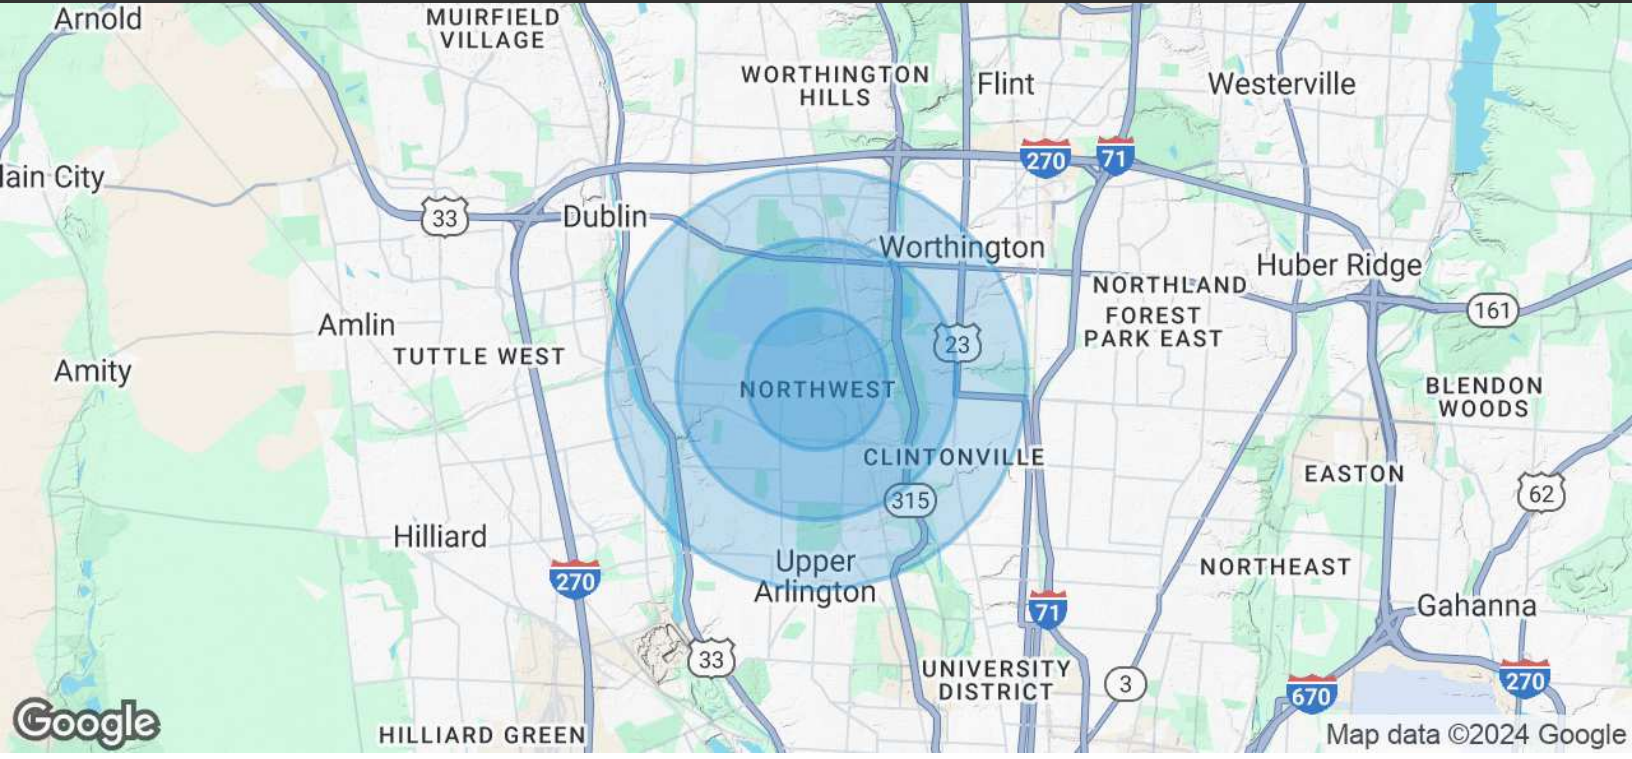 Arnold
MUIRFIELD
VILLAGE
WORTHINGTON
HILLS
Flint
Westerville
270
71
lain City
33
Dublin
Worthington
Huber Ridge
NORTHLAND
161
FOREST
PARK EAST
Amlin
23
TUTTLE WEST
Amity
NORTHWEST
BLENDON
WOODS
CLINTONVILLE
EASTON
315
62
Hilliard
Upper
Arlington
NORTHEAST
270
71
Gahanna
33
UNIVERSITY
DISTRICT
3
670
270
Google
HILLIARD GREEN
Map data ©2024 Google